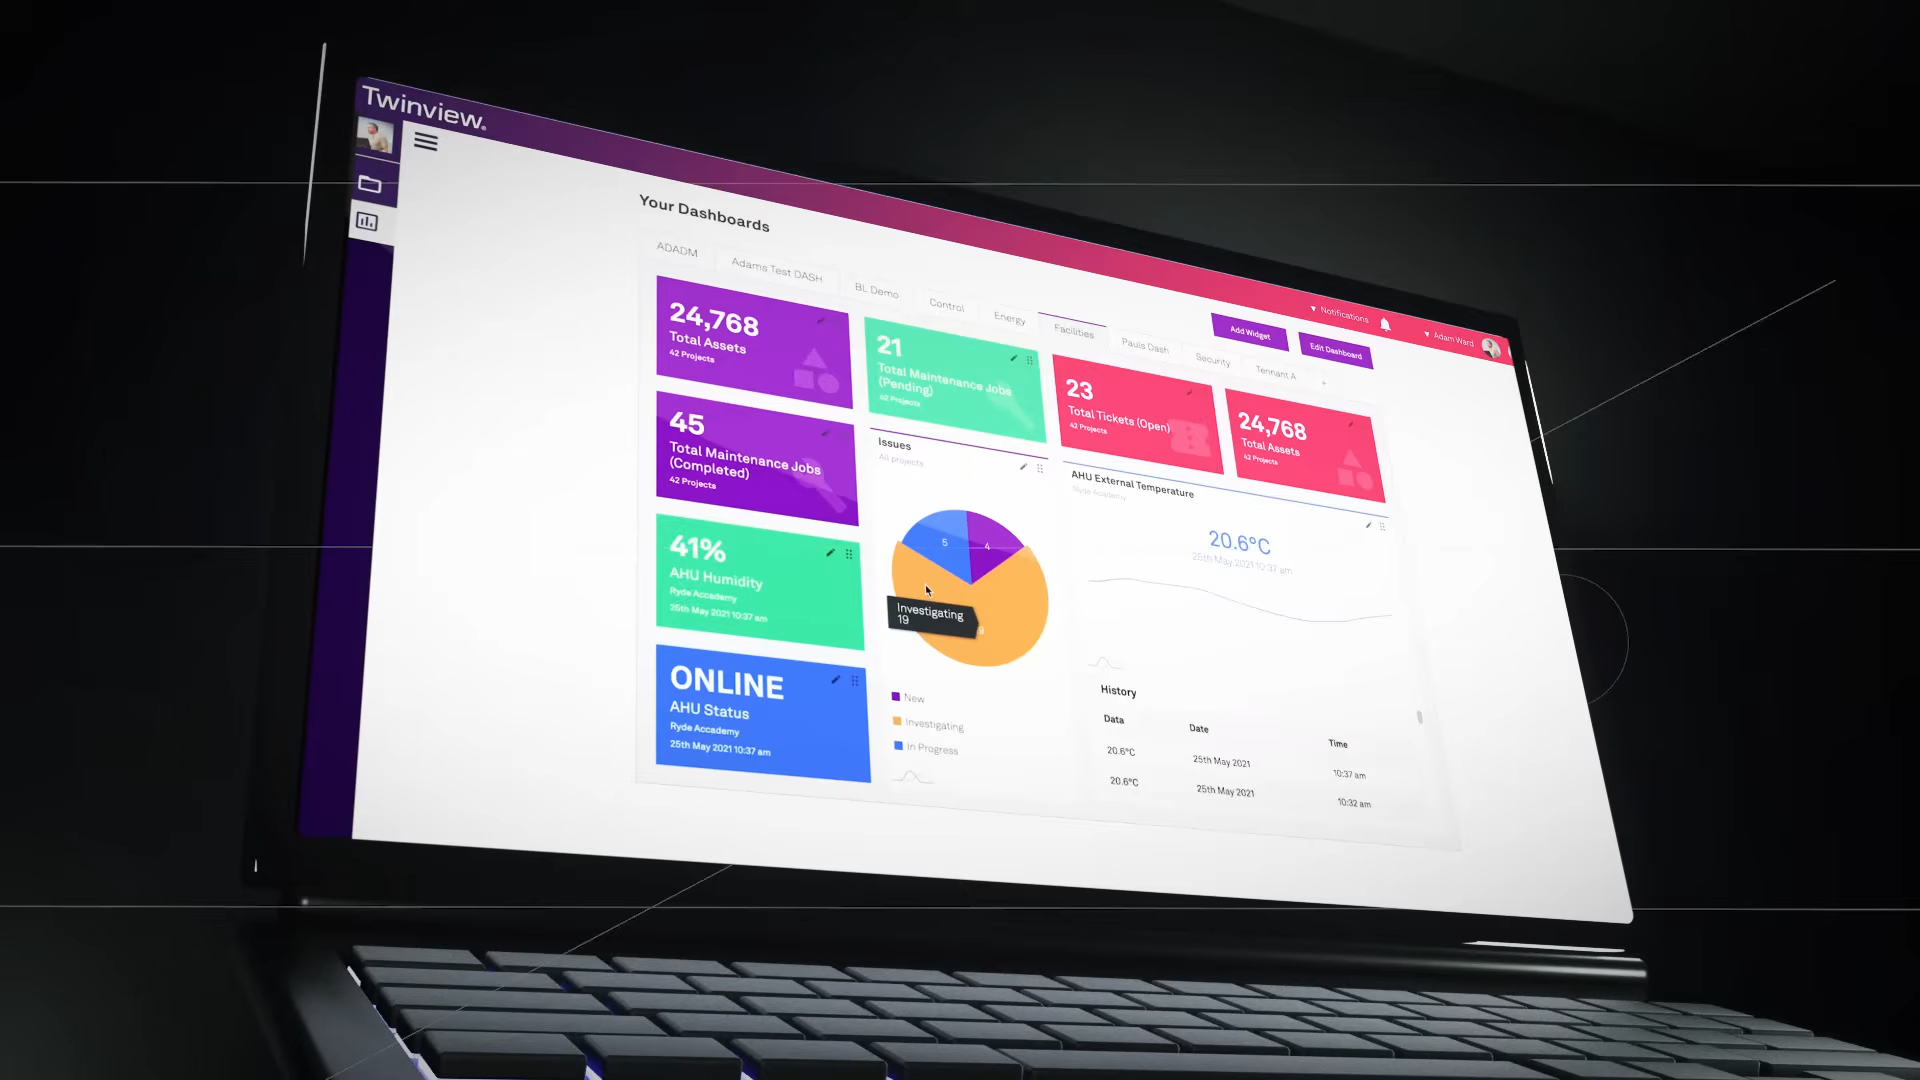 Twinview®
Notifications
Adam Ward
Your Dashboards
Add Widget
Edit Dashboard
ADADM
Adams Test DASH
BL Demo
Control
Energy
Facilities
Pauls Dash
Security
Tennant A
+
24,768
Total Assets
42 Projects
21
Total Maintenance Jobs
(Pending)
42 Projects
23
Total Tickets (Open)
42 Projects
24,768
Total Assets
42 Projects
45
Total Maintenance Jobs
(Completed)
42 Projects
41%
AHU Humidity
Ryde Accademy
25th May 2021 10:37 am
ONLINE
AHU Status
Ryde Accademy
25th May 2021 10:37 am
Issues
All projects
5
4
Investigating
19
9
New
Investigating
In Progress
AHU External Temperature
Ryde Academy
20.6°C
25th May 2021 10:37 am
History
Data Date Time
20.6°C 25th May 2021 10:37 am
20.6°C 25th May 2021 10:32 am